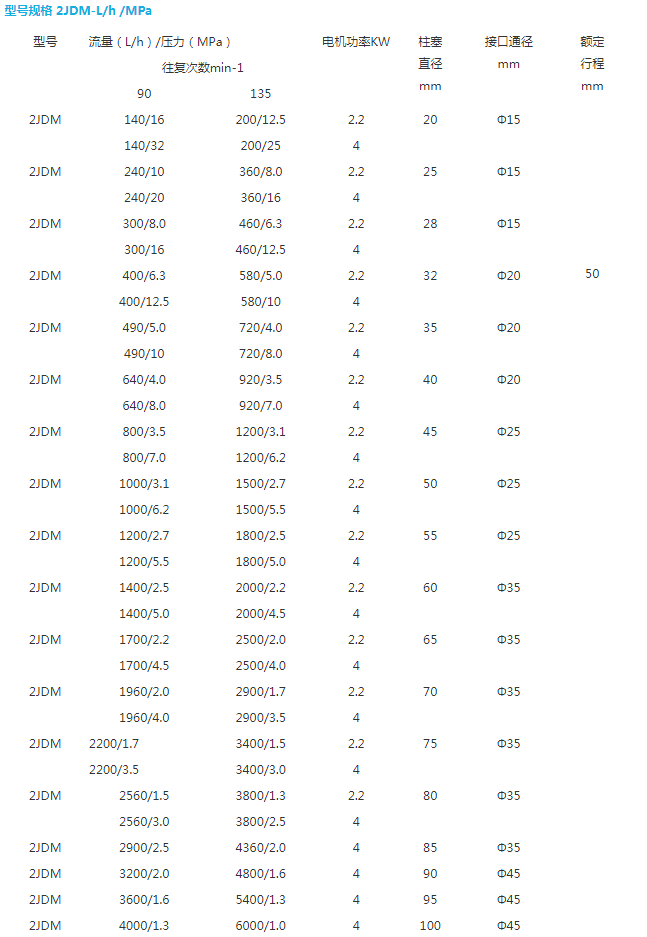 型号规格 2JDM-L/h /MPa
型号 流量（L/h）/压力（MPa） 电机功率KW 柱塞 接口通径 额定
直径 mm 行程
往复次数min-1
mm mm
90 135
2JDM 140/16 200/12.5 2.2 20 Φ15
140/32 200/25 4
2JDM 240/10 360/8.0 2.2 25 Φ15
240/20 360/16 4
2JDM 300/8.0 460/6.3 2.2 28 Φ15
300/16 460/12.5 4
2JDM 400/6.3 580/5.0 2.2 32 Φ20 50
400/12.5 580/10 4
2JDM 490/5.0 720/4.0 2.2 35 Φ20
490/10 720/8.0 4
2JDM 640/4.0 920/3.5 2.2 40 Φ20
640/8.0 920/7.0 4
2JDM 800/3.5 1200/3.1 2.2 45 Φ25
800/7.0 1200/6.2 4
2JDM 1000/3.1 1500/2.7 2.2 50 Φ25
1000/6.2 1500/5.5 4
2JDM 1200/2.7 1800/2.5 2.2 55 Φ25
1200/5.5 1800/5.0 4
2JDM 1400/2.5 2000/2.2 2.2 60 Φ35
1400/5.0 2000/4.5 4
2JDM 1700/2.2 2500/2.0 2.2 65 Φ35
1700/4.5 2500/4.0 4
2JDM 1960/2.0 2900/1.7 2.2 70 Φ35
1960/4.0 2900/3.5 4
2JDM 2200/1.7 3400/1.5 2.2 75 Φ35
2200/3.5 3400/3.0 4
2JDM 2560/1.5 3800/1.3 2.2 80 Φ35
2560/3.0 3800/2.5 4
2JDM 2900/2.5 4360/2.0 4 85 Φ35
2JDM 3200/2.0 4800/1.6 4 90 Φ45
2JDM 3600/1.6 5400/1.3 4 95 Φ45
2JDM 4000/1.3 6000/1.0 4 100 Φ45